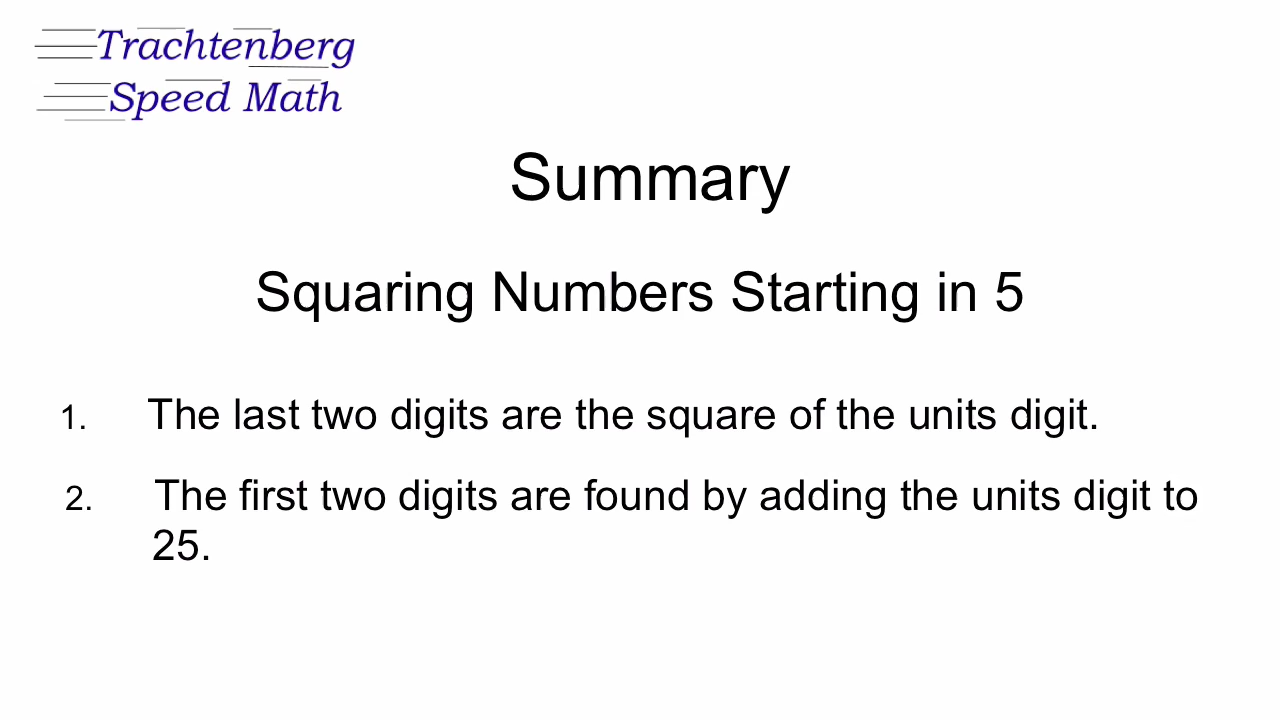 Trachtenberg
Speed Math
Summary
Squaring Numbers Starting in 5
1. The last two digits are the square of the units digit.
2. The first two digits are found by adding the units digit to
25.